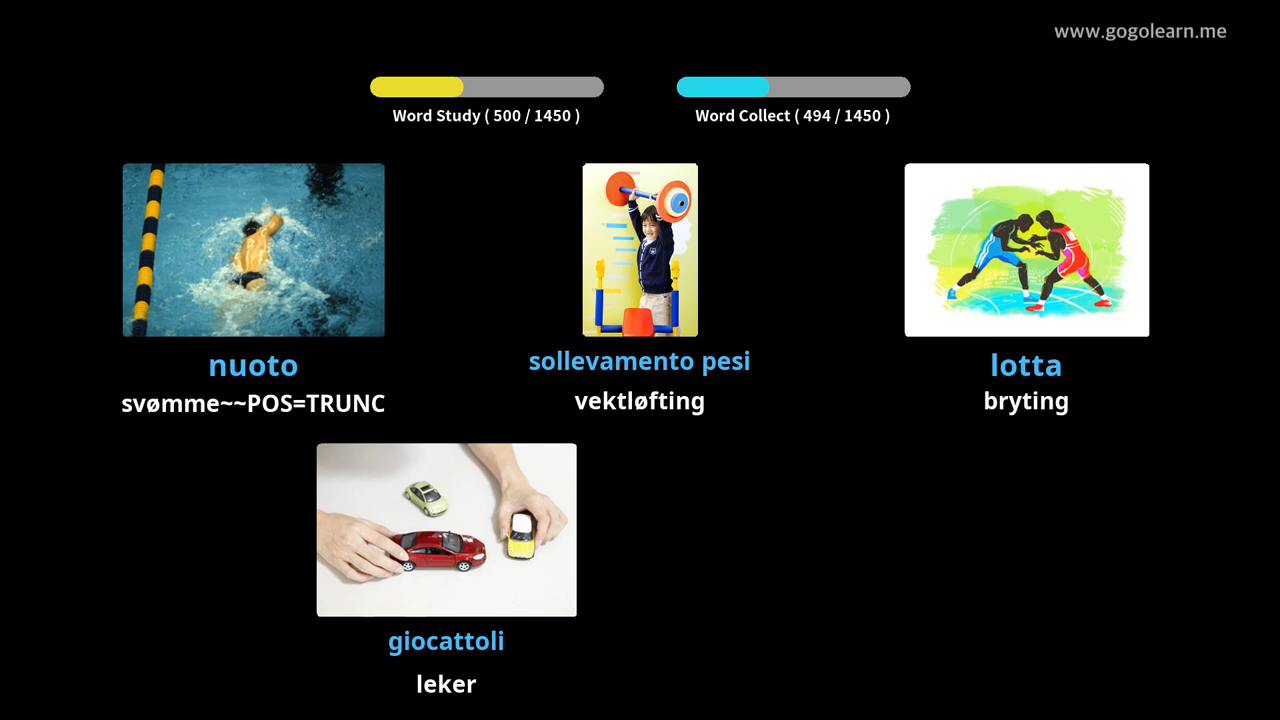 www.gogolearn.me
Word Study ( 500 / 1450 )
Word Collect ( 494 / 1450 )
nuoto
svømme~~POS=TRUNC
sollevamento pesi
vektløfting
lotta
bryting
giocattoli
leker